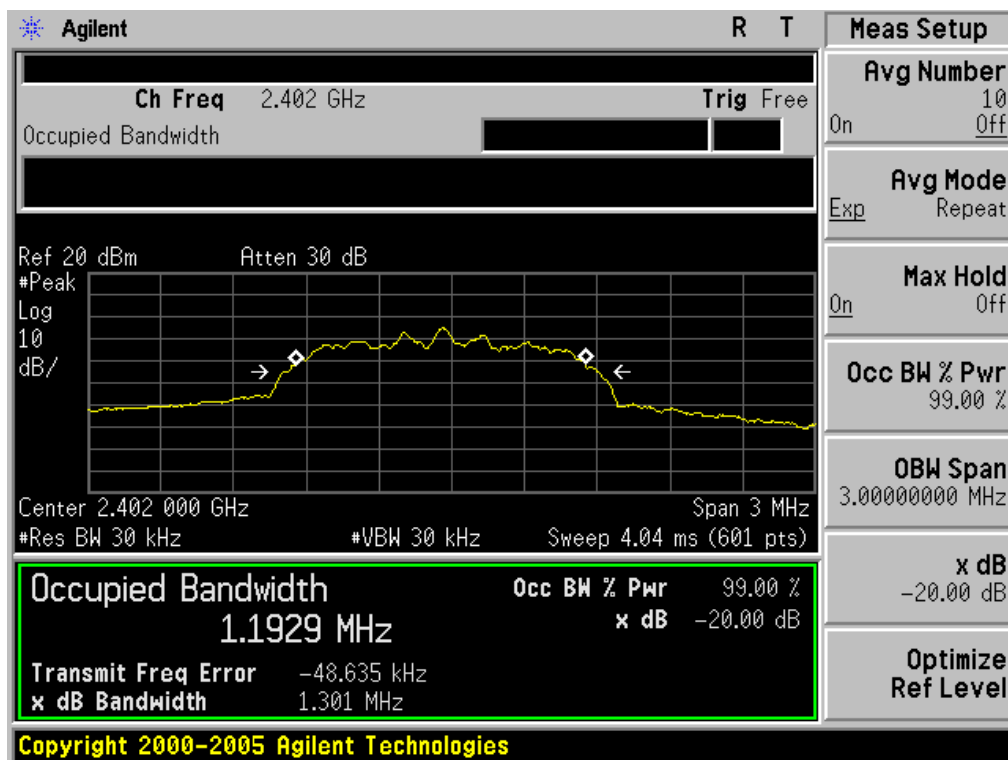 Agilent R T
Ch Freq 2.402 GHz Trig Free
Occupied Bandwidth
Ref 20 dBm Atten 30 dB
#Peak
Log
10
dB/
Center 2.402 000 GHz Span 3 MHz
#Res BW 30 kHz #VBW 30 kHz Sweep 4.04 ms (601 pts)
Occupied Bandwidth Occ BW % Pwr 99.00 %
1.1929 MHz x dB -20.00 dB
Transmit Freq Error -48.635 kHz
x dB Bandwidth 1.301 MHz
Copyright 2000-2005 Agilent Technologies
Meas Setup
Avg Number
10
On Off
Avg Mode
Exp Repeat
Max Hold
On Off
Occ BW % Pwr
99.00 %
OBW Span
3.00000000 MHz
x dB
-20.00 dB
Optimize
Ref Level